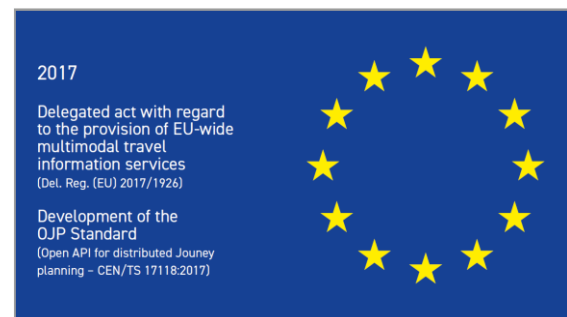 2017
Delegated act with regard
to the provision of EU-wide
multimodal travel
information services
(Del. Reg. (EU) 2017/1926)
Development of the
OJP Standard
(Open API for distributed Jouney
planning – CEN/TS 17118:2017)